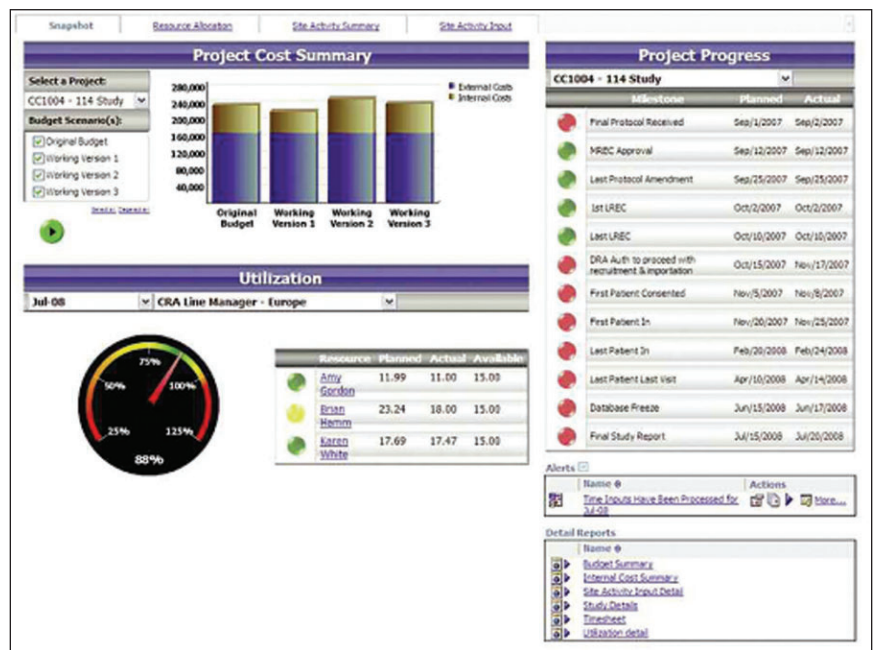 Snapshot
Resource Allocation
Site Activity Summary
Site Activity Input
Project Cost Summary
Select a Project:
CC1004 - 114 Study
Budget Scenario(s):
Original Budget
Working Version 1
Working Version 2
Working Version 3
280,000
240,000
200,000
160,000
120,000
80,000
40,000
Original Budget
Working Version 1
Working Version 2
Working Version 3
External Costs
Internal Costs
Utilization
Jul-08
CRA Line Manager - Europe
25%
50%
75%
100%
125%
88%
Resource Planned Actual Available
Amy Gordon 11.99 11.00 15.00
Brian Hamm 23.24 18.00 15.00
Karen White 17.69 17.47 15.00
Project Progress
CC1004 - 114 Study
Milestone Planned Actual
Final Protocol Received Sep/1/2007 Sep/2/2007
MREC Approval Sep/12/2007 Sep/12/2007
Last Protocol Amendment Sep/25/2007 Sep/25/2007
1st LREC Oct/2/2007 Oct/2/2007
Last LREC Oct/10/2007 Oct/10/2007
DRA Auth to proceed with
recruitment & importation Oct/15/2007 Nov/17/2007
First Patient Consented Nov/5/2007 Nov/8/2007
First Patient In Nov/20/2007 Nov/25/2007
Last Patient In Feb/20/2008 Feb/24/2008
Last Patient Last Visit Apr/10/2008 Apr/14/2008
Database Freeze Jun/15/2008 Jun/17/2008
Final Study Report Jul/15/2008 Jul/20/2008
Alerts
Name Actions
Time Inputs Have Been Processed for
Jul-08
More...
Detail Reports
Name
Budget Summary
Internal Cost Summary
Site Activity Input Detail
Study Details
Timesheet
Utilization detail